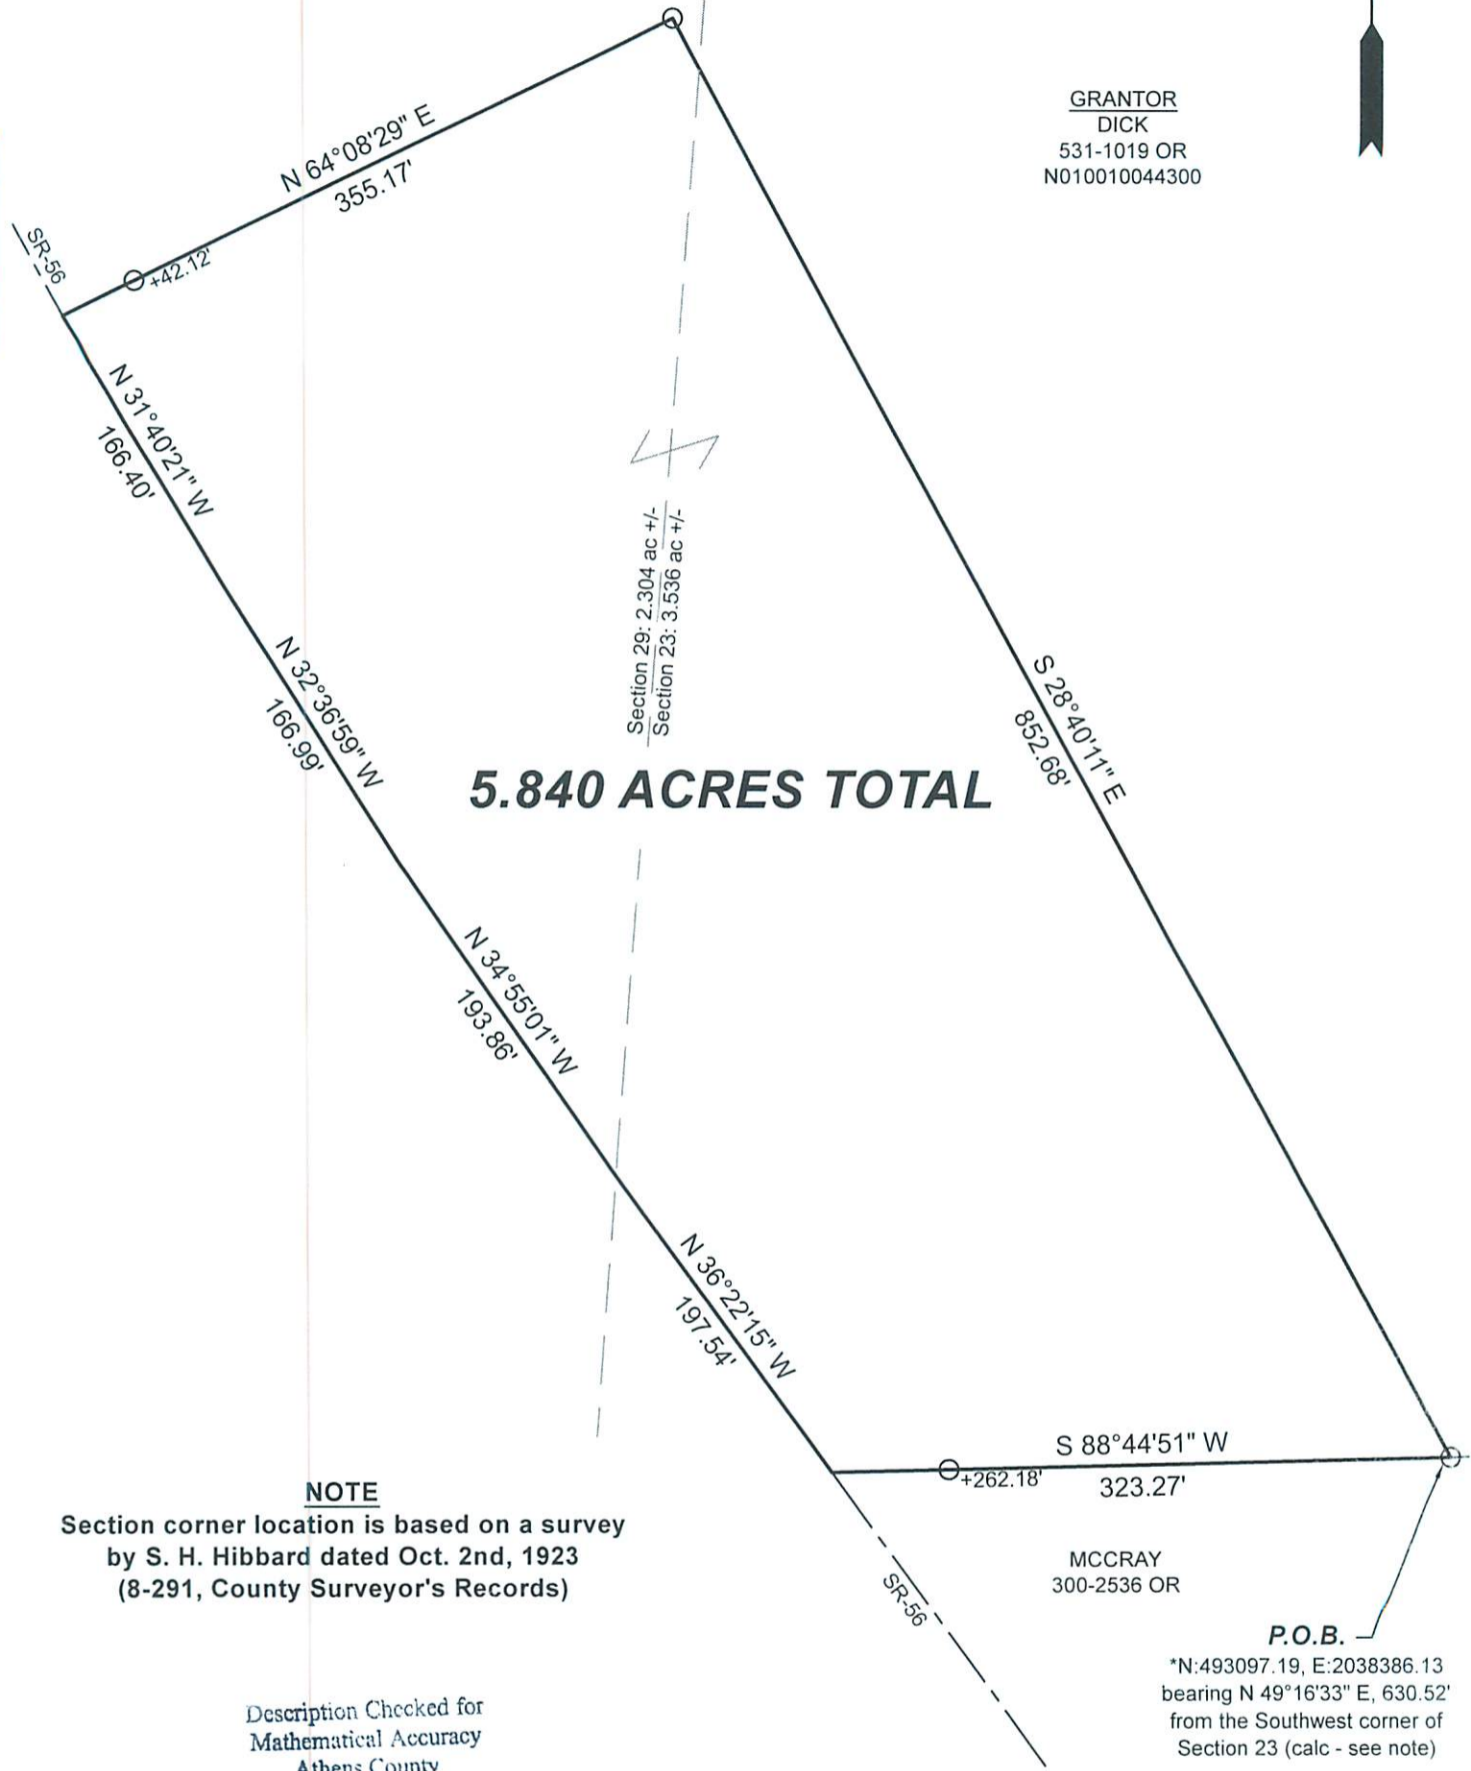 GRANTOR
DICK
531-1019 OR
N010010044300
N 64°08'29" E
355.17'
SR-56
+42.12'
N 31°40'21" W
166.40'
Section 29: 2.304 ac +/-
Section 23: 3.536 ac +/-
N 32°36'59" W
166.99'
S 28°40'11" E
852.68'
5.840 ACRES TOTAL
N 34°55'01" W
193.86'
N 36°22'15" W
197.54'
S 88°44'51" W
+262.18'
323.27'
NOTE
Section corner location is based on a survey
by S. H. Hibbard dated Oct. 2nd, 1923
(8-291, County Surveyor's Records)
MCCRAY
300-2536 OR
SR-56
P.O.B.
*N:493097.19, E:2038386.13
bearing N 49°16'33" E, 630.52'
from the Southwest corner of
Section 23 (calc - see note)
Description Checked for
Mathematical Accuracy
Athens County